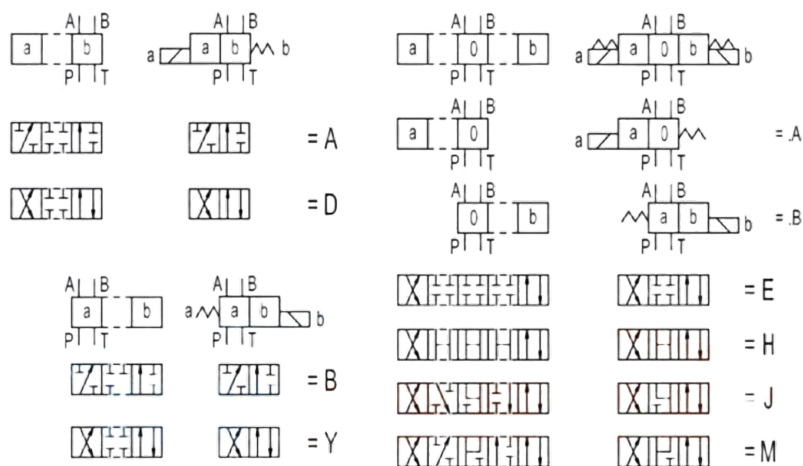 A B A B
a b a a b b
P T P T
= A
= D
A B A B
a b a a b b
P T P T
= B
= Y
A B A B
a 0 b a a 0 b b
P T P T
A B A B
a 0 a a 0 = .A
P T P T
A B A B
0 b a b b = .B
P T P T
= E
= H
= J
= M